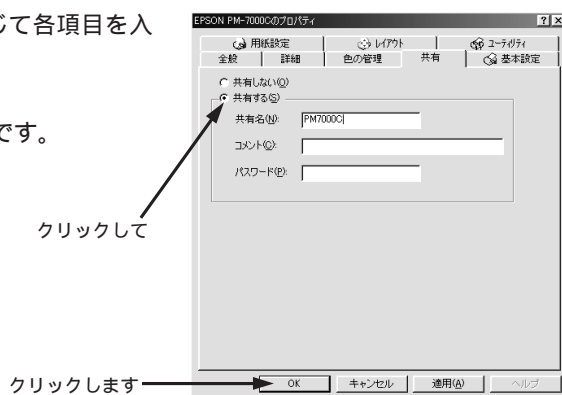 じて各項目を入
です。
クリックして
クリックします
EPSON PM-7000Cのプロパティ
用紙設定 レイアウト ユーティリティ
全般 詳細 色の管理 共有 基本設定
共有しない(O)
共有する(S)
共有名(N): PM7000C
コメント(C):
パスワード(P):
OK キャンセル 適用(A) ヘルプ